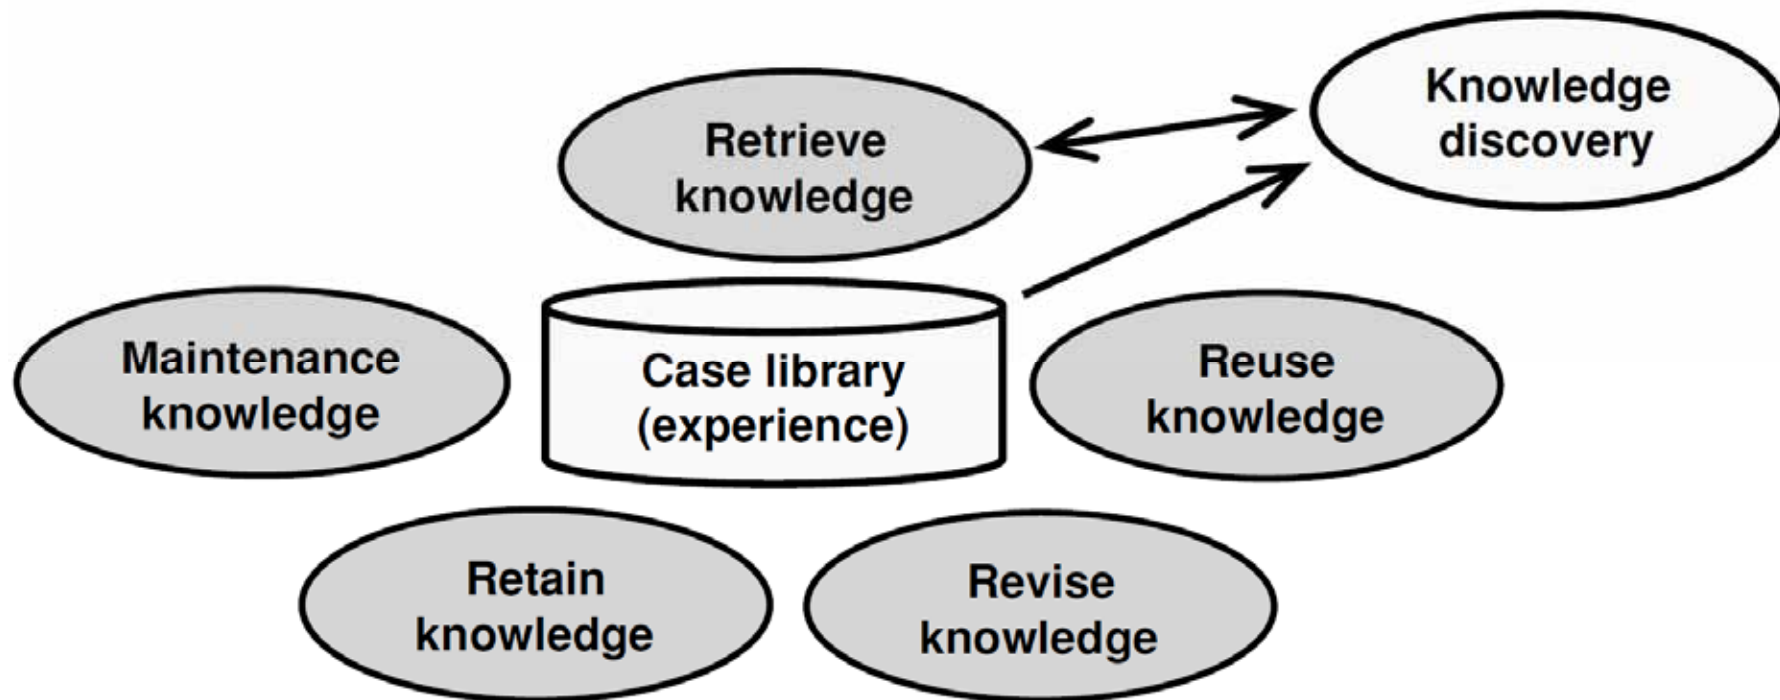 Knowledge
discovery
Retrieve
knowledge
Maintenance
knowledge
Case library
(experience)
Reuse
knowledge
Retain
knowledge
Revise
knowledge